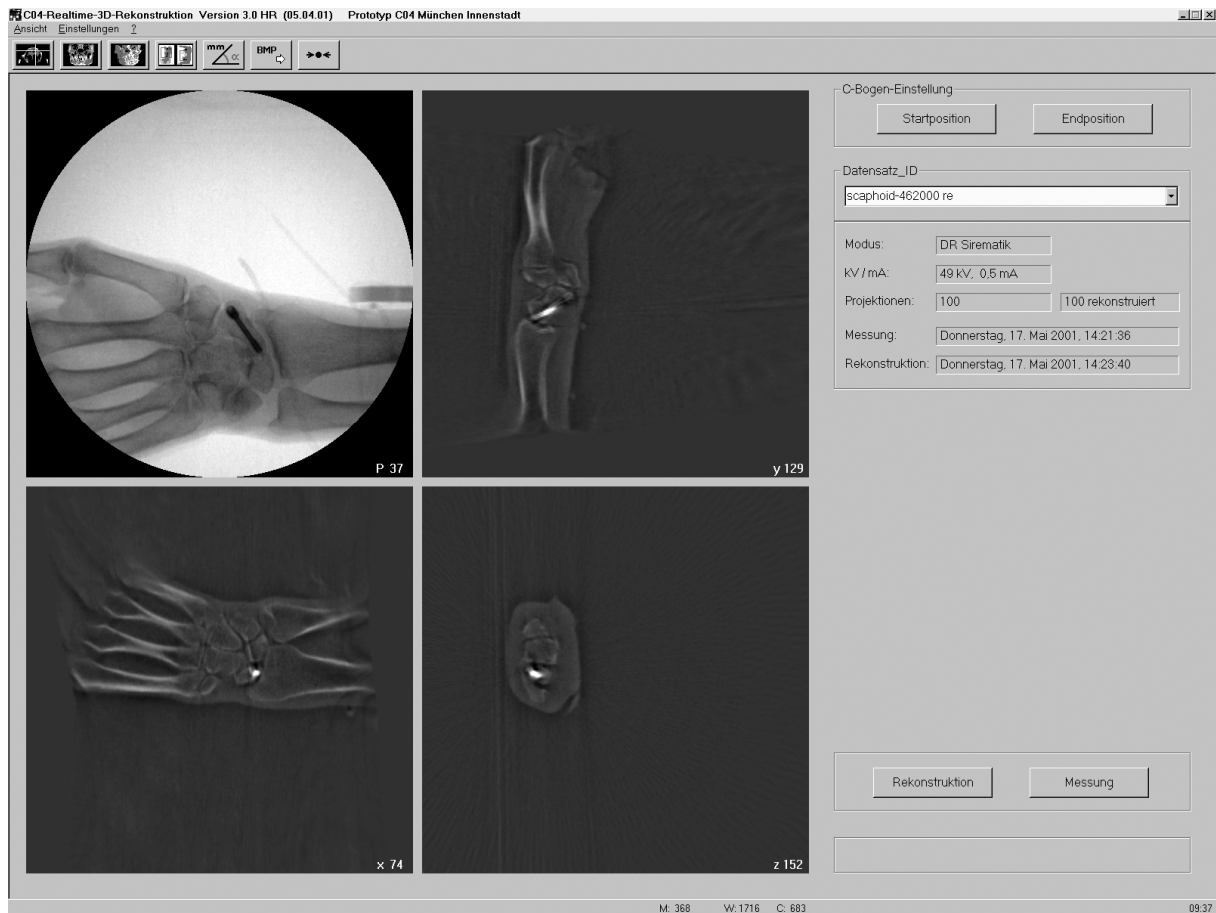 C04-Realtime-3D-Rekonstruktion Version 3.0 HR (05.04.01) Prototyp C04 München Innenstadt
Ansicht Einstellungen ?
mm α
BMP
P 37
y 129
x 74
z 152
C-Bogen-Einstellung
Startposition Endposition
Datensatz_ID
scaphoid-462000 re
Modus: DR Sirematik
kV / mA: 49 kV, 0,5 mA
Projektionen: 100 100 rekonstruiert
Messung: Donnerstag, 17. Mai 2001, 14:21:36
Rekonstruktion: Donnerstag, 17. Mai 2001, 14:23:40
Rekonstruktion Messung
M: 368 W: 1716 C: 683 09:37